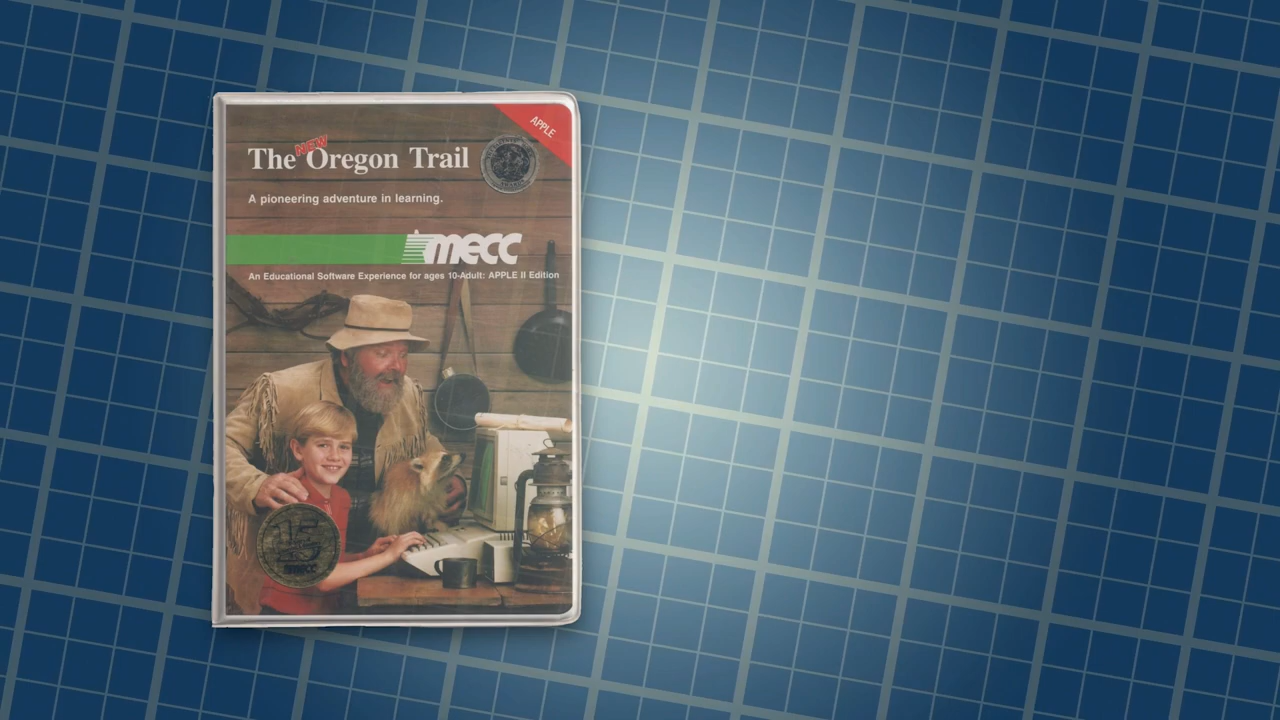 APPLE
NEW
The Oregon Trail
A pioneering adventure in learning.
mecc
An Educational Software Experience for ages 10-Adult: APPLE II Edition
mecc